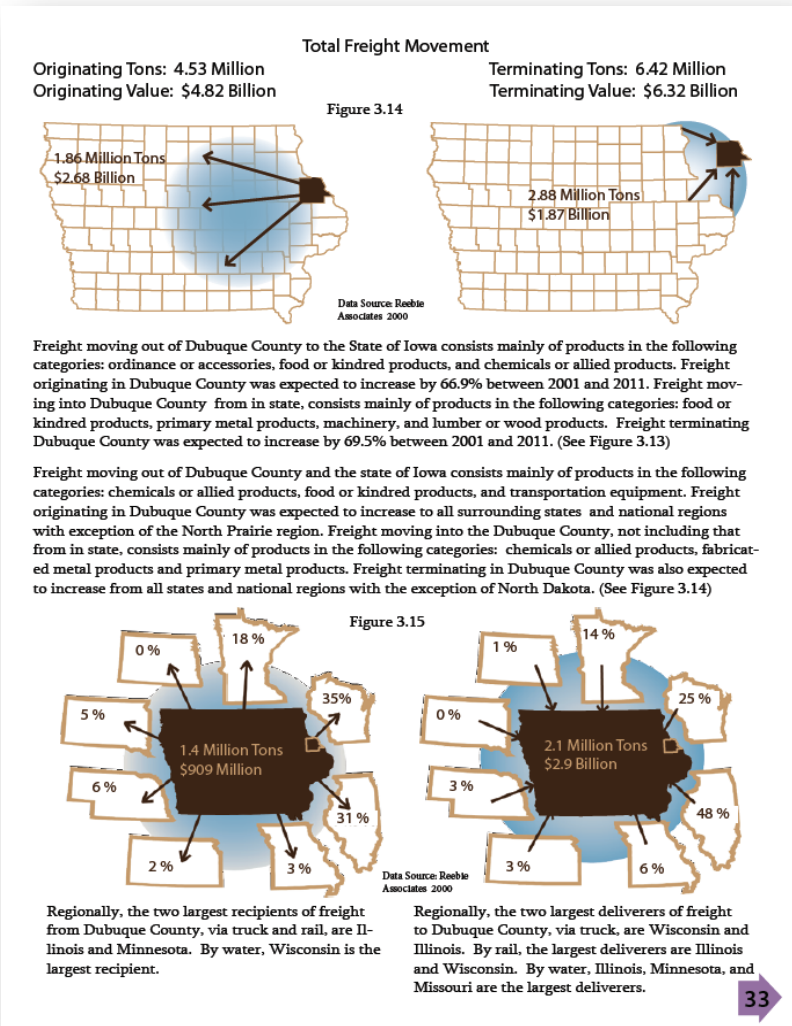 Total Freight Movement
Originating Tons: 4.53 Million
Originating Value: $4.82 Billion
Terminating Tons: 6.42 Million
Terminating Value: $6.32 Billion
Figure 3.14
1.86 Million Tons
$2.68 Billion
2.88 Million Tons
$1.87 Billion
Data Source: Reebie
Associates 2000
Freight moving out of Dubuque County to the State of Iowa consists mainly of products in the following
categories: ordinance or accessories, food or kindred products, and chemicals or allied products. Freight
originating in Dubuque County was expected to increase by 66.9% between 2001 and 2011. Freight mov-
ing into Dubuque County from in state, consists mainly of products in the following categories: food or
kindred products, primary metal products, machinery, and lumber or wood products. Freight terminating
Dubuque County was expected to increase by 69.5% between 2001 and 2011. (See Figure 3.13)
Freight moving out of Dubuque County and the state of Iowa consists mainly of products in the following
categories: chemicals or allied products, food or kindred products, and transportation equipment. Freight
originating in Dubuque County was expected to increase to all surrounding states and national regions
with exception of the North Prairie region. Freight moving into the Dubuque County, not including that
from in state, consists mainly of products in the following categories: chemicals or allied products, fabricat-
ed metal products and primary metal products. Freight terminating in Dubuque County was also expected
to increase from all states and national regions with the exception of North Dakota. (See Figure 3.14)
Figure 3.15
0 %
18 %
35%
5 %
1.4 Million Tons
$909 Million
6 %
31 %
2 %
3 %
1 %
14 %
25 %
0 %
2.1 Million Tons
$2.9 Billion
3 %
48 %
3 %
6 %
Data Source: Reebie
Associates 2000
Regionally, the two largest recipients of freight
from Dubuque County, via truck and rail, are Il-
linois and Minnesota. By water, Wisconsin is the
largest recipient.
Regionally, the two largest deliverers of freight
to Dubuque County, via truck, are Wisconsin and
Illinois. By rail, the largest deliverers are Illinois
and Wisconsin. By water, Illinois, Minnesota, and
Missouri are the largest deliverers.
33